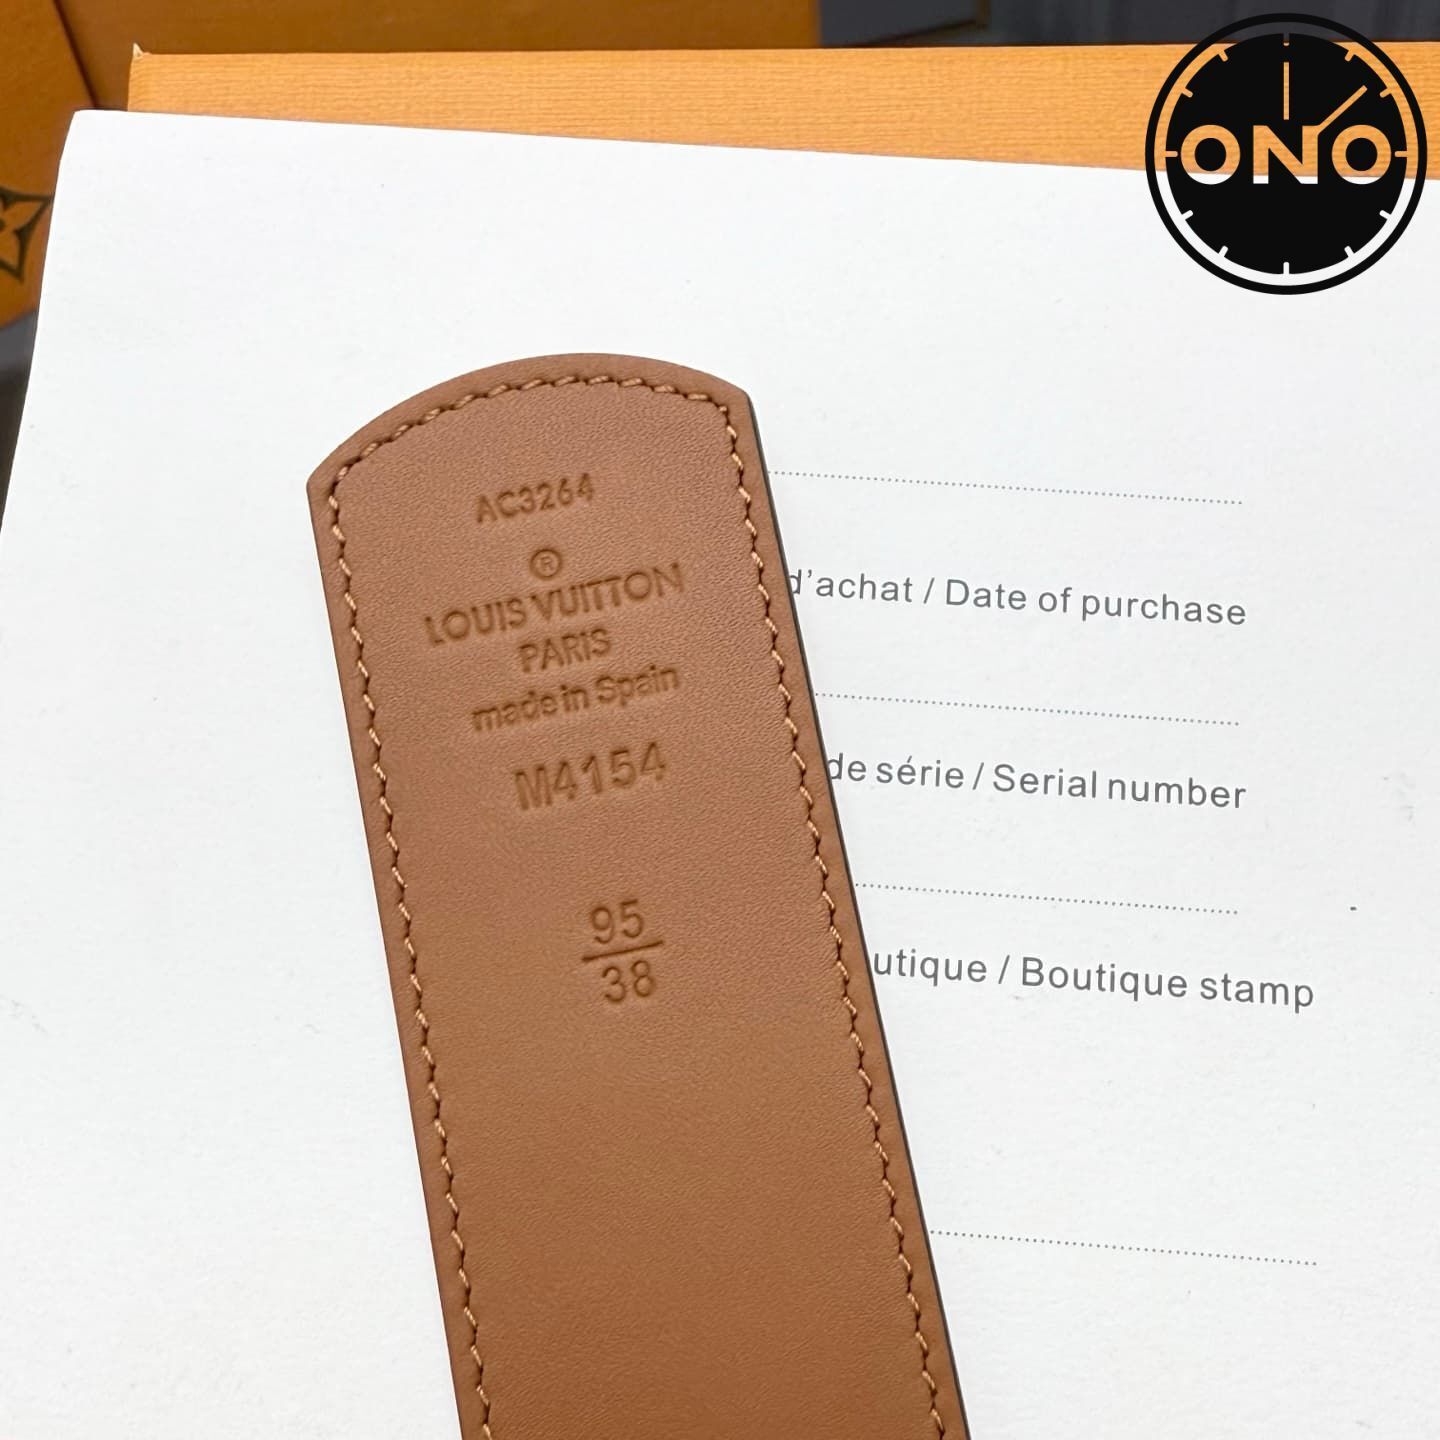 ONO
AC3264
®
LOUIS VUITTON
PARIS
made in Spain
M4154
95
38
d'achat / Date of purchase
de série / Serial number
utique / Boutique stamp